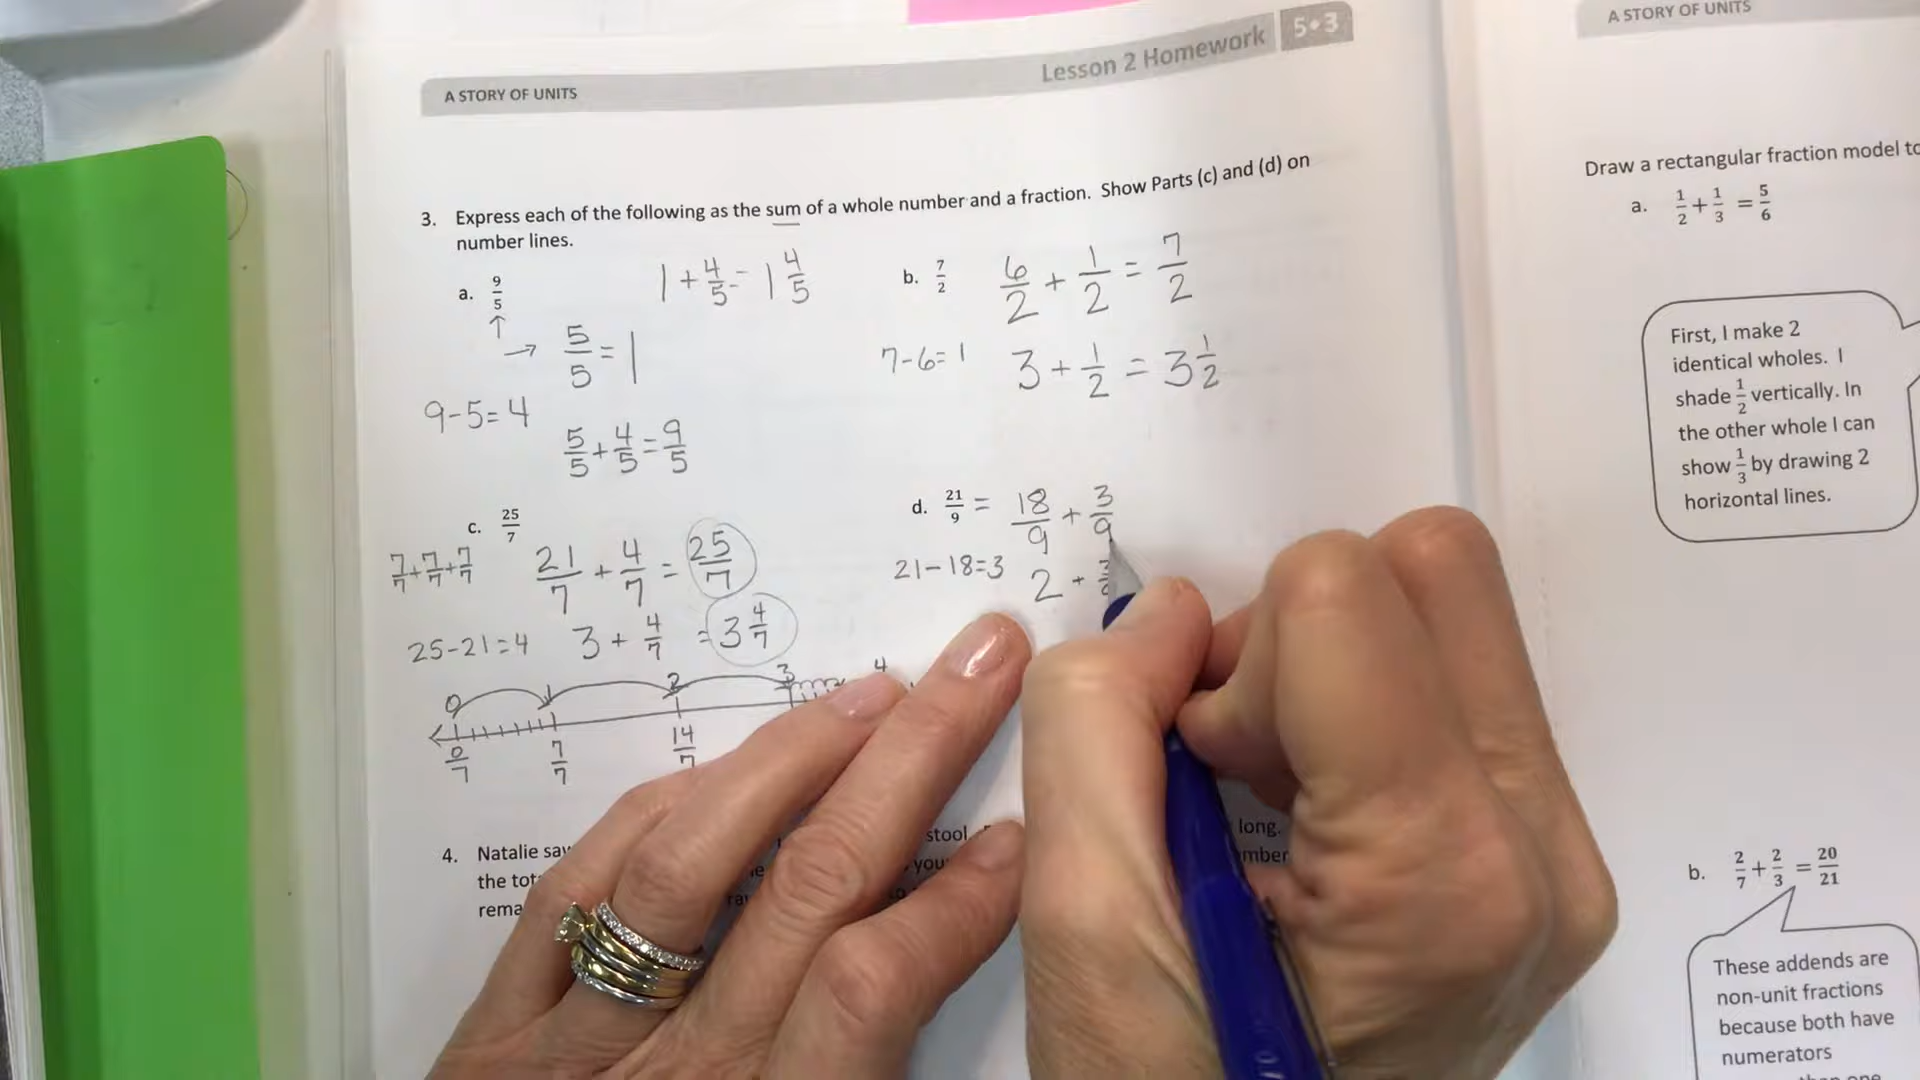 A STORY OF UNITS
Lesson 2 Homework 5•3
3. Express each of the following as the sum of a whole number and a fraction. Show Parts (c) and (d) on
number lines.
a. 9/5
1 + 4/5 = 1 4/5
5/5 = 1
9-5=4
5/5 + 4/5 = 9/5
b. 7/2
6/2 + 1/2 = 7/2
7-6=1
3 + 1/2 = 3 1/2
c. 25/7
7/7 + 7/7 + 7/7
21/7 + 4/7 = 25/7
25-21=4
3 + 4/7 = 3 4/7
0 1 2 3 4
0/7 7/7 14/7
d. 21/9 = 18/9 + 3/9
21-18=3
2 +
4. Natalie
stool long.
the
A STORY OF UNITS
Draw a rectangular fraction model
a. 1/2 + 1/3 = 5/6
First, I make 2
identical wholes. I
shade 1/2 vertically. In
the other whole I can
show 1/3 by drawing 2
horizontal lines.
b. 2/7 + 2/3 = 20/21
These addends are
non-unit fractions
because both have
numerators